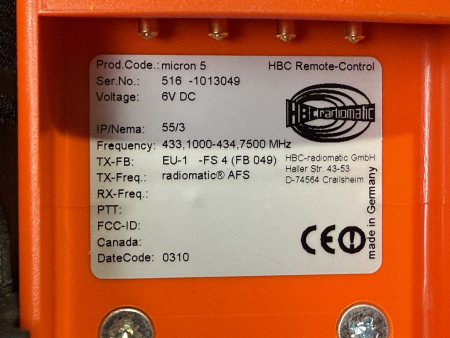 Prod.Code.: micron 5 HBC Remote-Control
Ser.No.: 516 -1013049
Voltage: 6V DC
HBC radiomatic
IP/Nema: 55/3
Frequency: 433,1000-434,7500 MHz
TX-FB: EU-1 -FS 4 (FB 049)
TX-Freq.: radiomatic® AFS
RX-Freq.:
PTT:
FCC-ID:
Canada:
DateCode: 0310
HBC-radiomatic GmbH
Haller Str. 43-53
D-74564 Crailsheim
made in Germany
CE